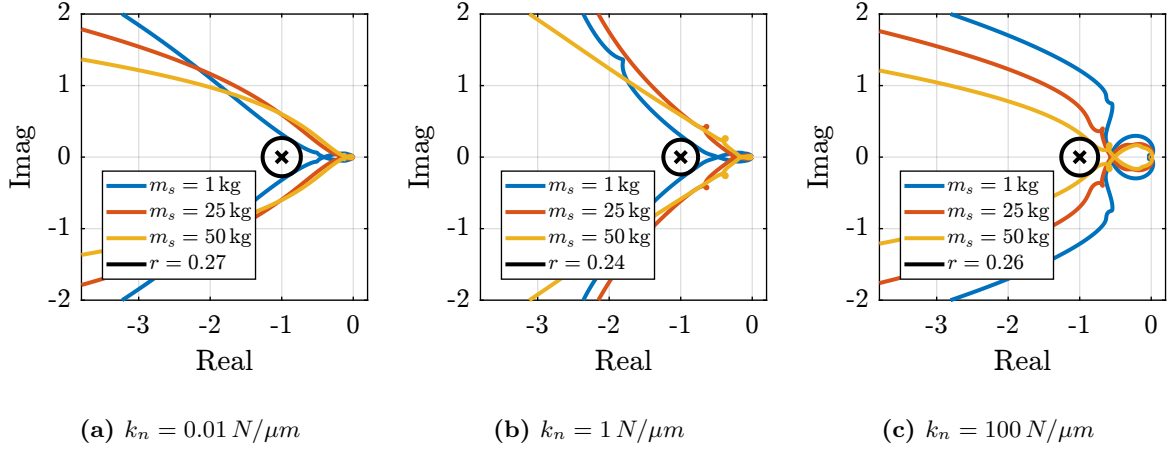 2
1
0
-1
-2
Imag
-3
-2
-1
0
Real
m_s = 1 kg
m_s = 25 kg
m_s = 50 kg
r = 0.27
(a) k_n = 0.01 N/μm
2
1
0
-1
-2
Imag
-3
-2
-1
0
Real
m_s = 1 kg
m_s = 25 kg
m_s = 50 kg
r = 0.24
(b) k_n = 1 N/μm
2
1
0
-1
-2
Imag
-3
-2
-1
0
Real
m_s = 1 kg
m_s = 25 kg
m_s = 50 kg
r = 0.26
(c) k_n = 100 N/μm